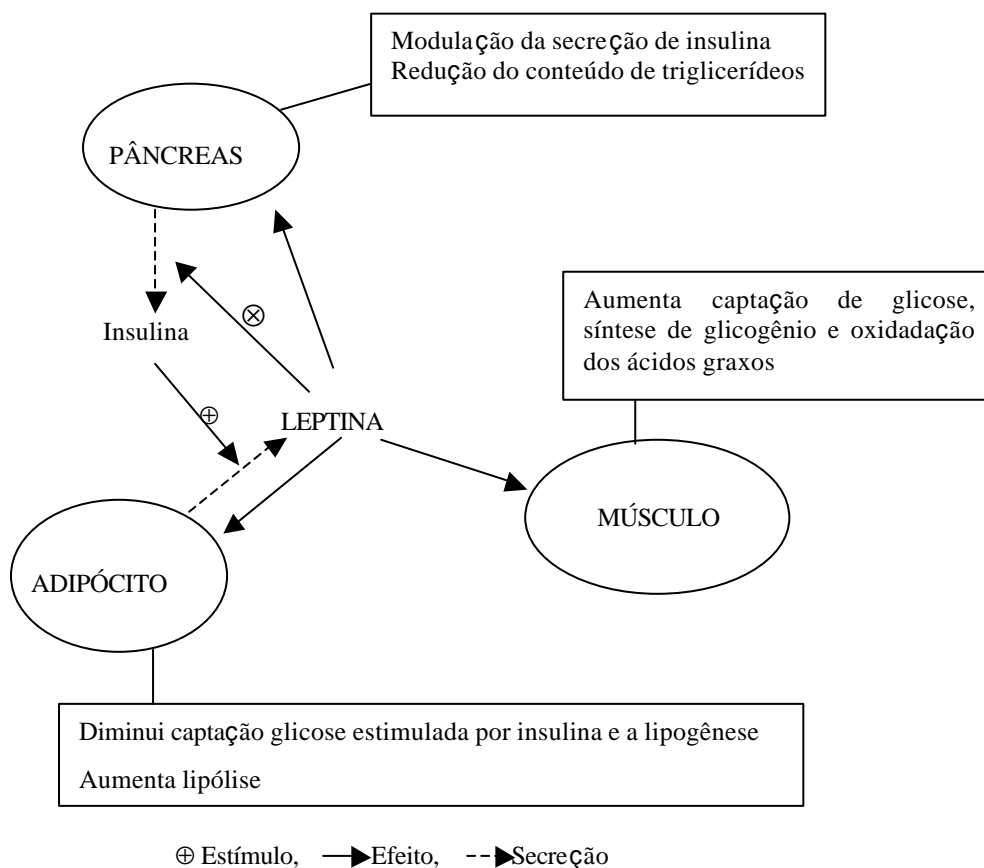 Modulação da secreção de insulina
Redução do conteúdo de triglicerídeos
PÂNCREAS
Aumenta captação de glicose,
síntese de glicogênio e oxidadação
dos ácidos graxos
⊗
Insulina
⊕
LEPTINA
MÚSCULO
ADIPÓCITO
Diminui captação glicose estimulada por insulina e a lipogênese
Aumenta lipólise
⊕ Estímulo, Efeito, Secreção